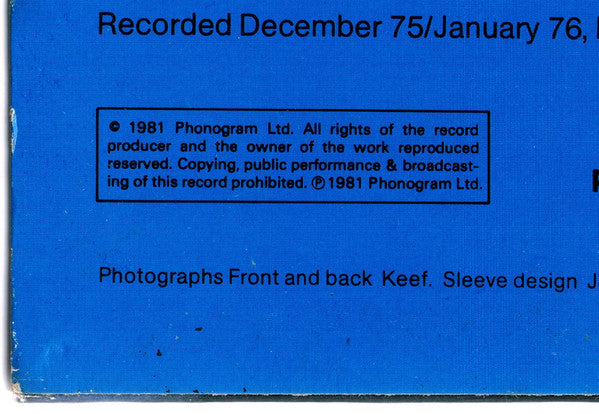 Recorded December 75/January 76,
© 1981 Phonogram Ltd. All rights of the record
producer and the owner of the work reproduced
reserved. Copying, public performance & broadcast-
ing of this record prohibited. ℗ 1981 Phonogram Ltd.
Photographs Front and back Keef. Sleeve design J